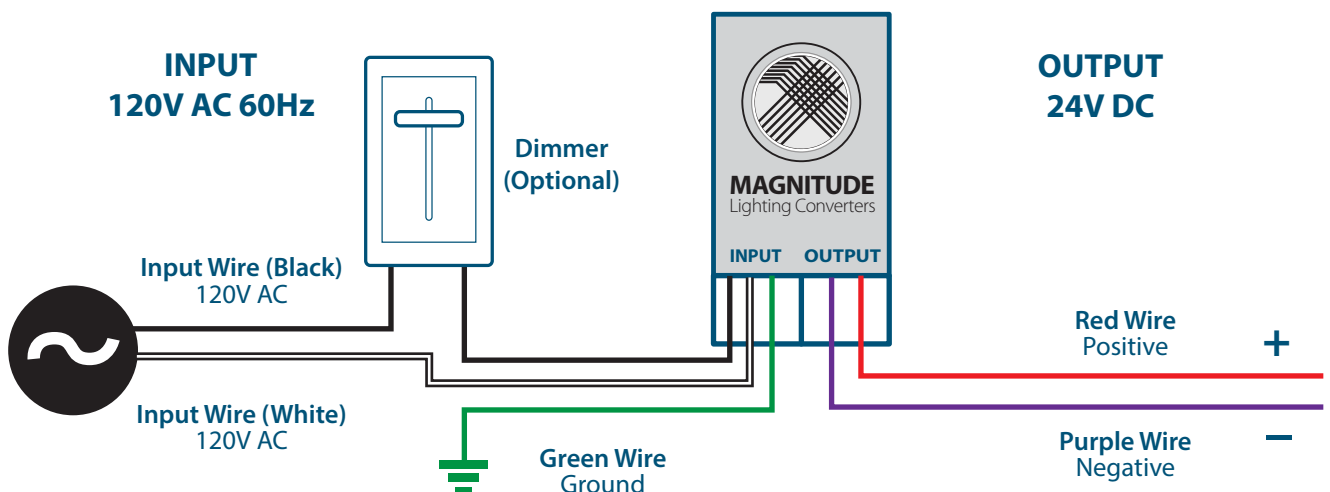 INPUT
120V AC 60Hz
Dimmer
(Optional)
MAGNITUDE
Lighting Converters
INPUT OUTPUT
OUTPUT
24V DC
Input Wire (Black)
120V AC
Input Wire (White)
120V AC
Green Wire
Ground
Red Wire
Positive
+
Purple Wire
Negative
−